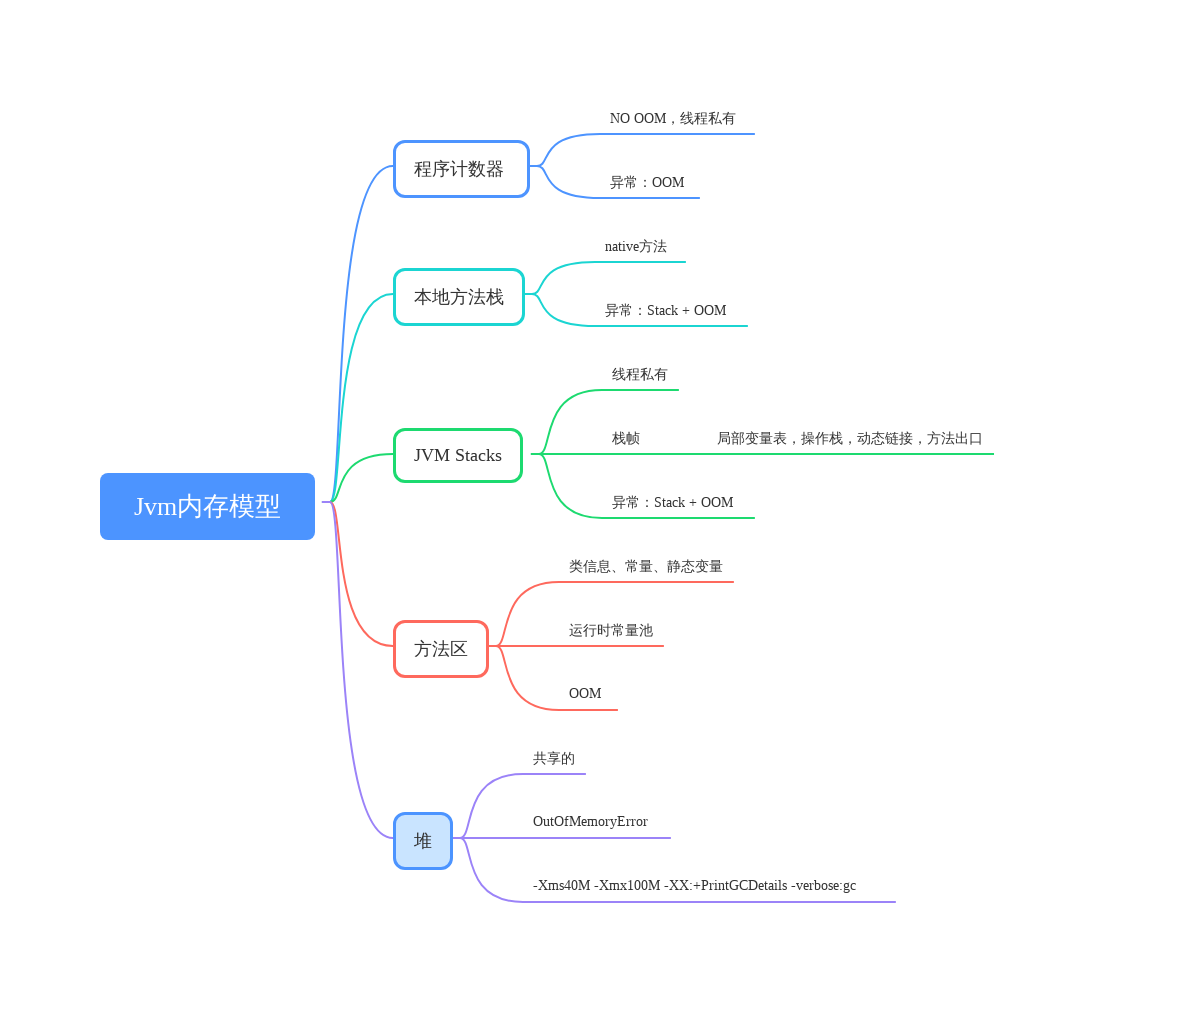 Jvm内存模型
程序计数器
NO OOM，线程私有
异常：OOM
本地方法栈
native方法
异常：Stack + OOM
JVM Stacks
线程私有
栈帧
局部变量表，操作栈，动态链接，方法出口
异常：Stack + OOM
方法区
类信息、常量、静态变量
运行时常量池
OOM
堆
共享的
OutOfMemoryError
-Xms40M -Xmx100M -XX:+PrintGCDetails -verbose:gc